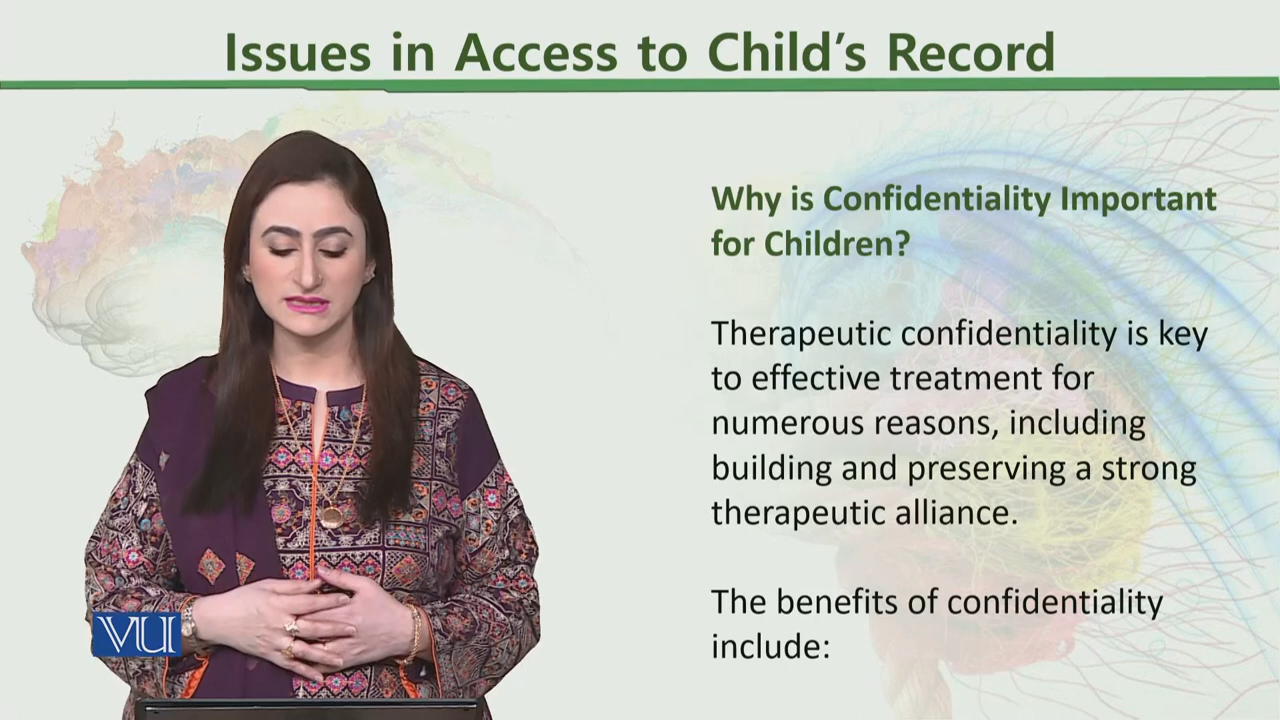 Issues in Access to Child's Record
Why is Confidentiality Important
for Children?
Therapeutic confidentiality is key
to effective treatment for
numerous reasons, including
building and preserving a strong
therapeutic alliance.
The benefits of confidentiality
include:
VU